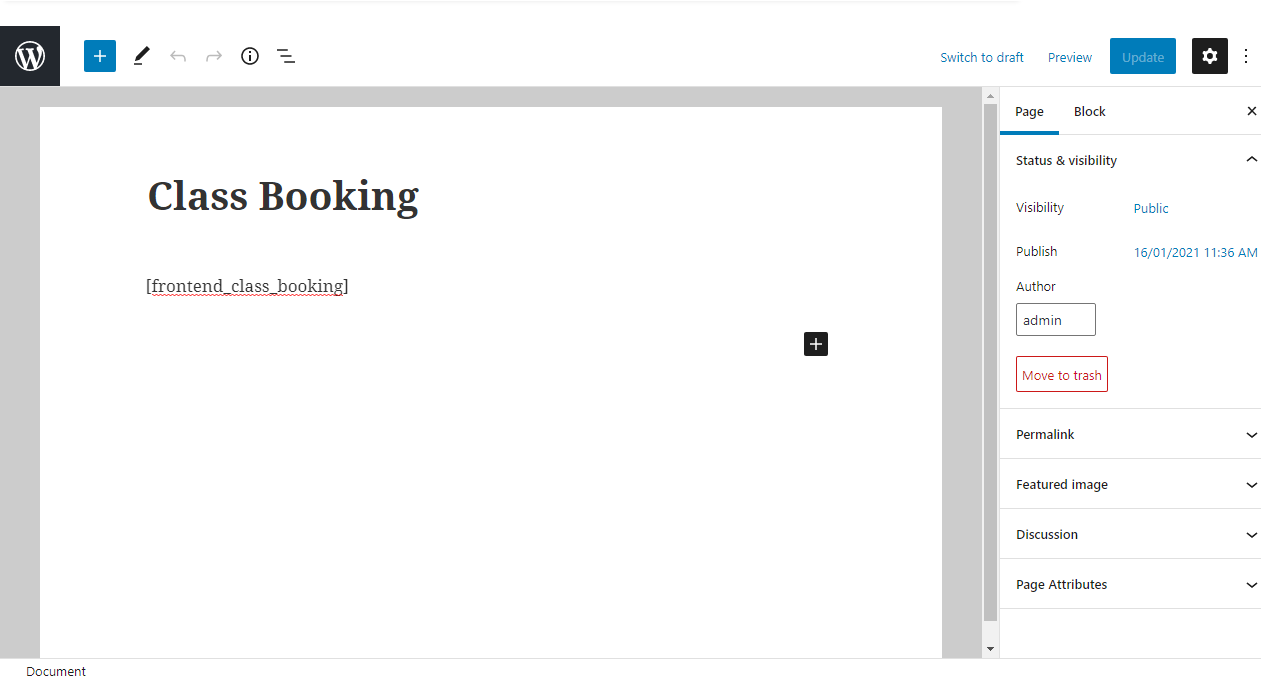 Switch to draft Preview Update
Page Block
Class Booking
[frontend_class_booking]
Status & visibility
Visibility Public
Publish 16/01/2021 11:36 AM
Author
admin
Move to trash
Permalink
Featured image
Discussion
Page Attributes
Document